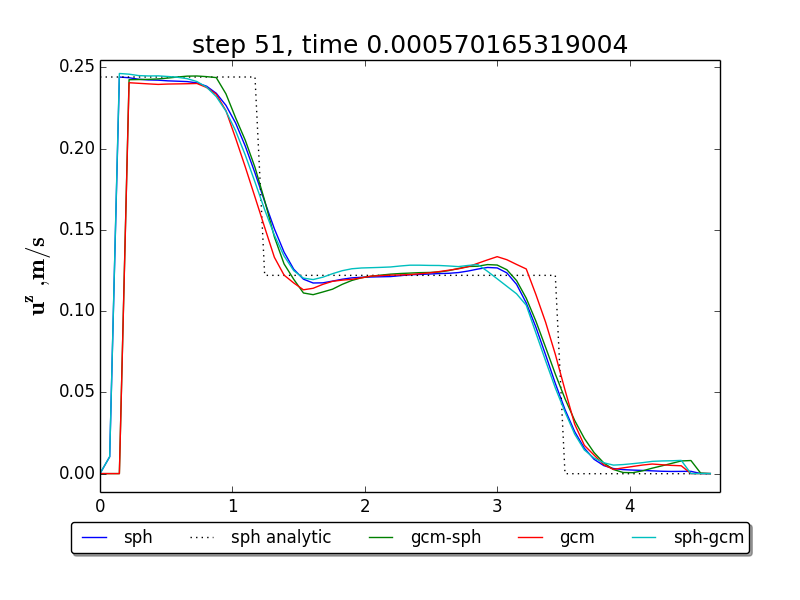 step 51, time 0.000570165319004
0.25
0.20
0.15
0.10
0.05
0.00
u^z ,m/s
0 1 2 3 4
sph sph analytic gcm-sph gcm sph-gcm